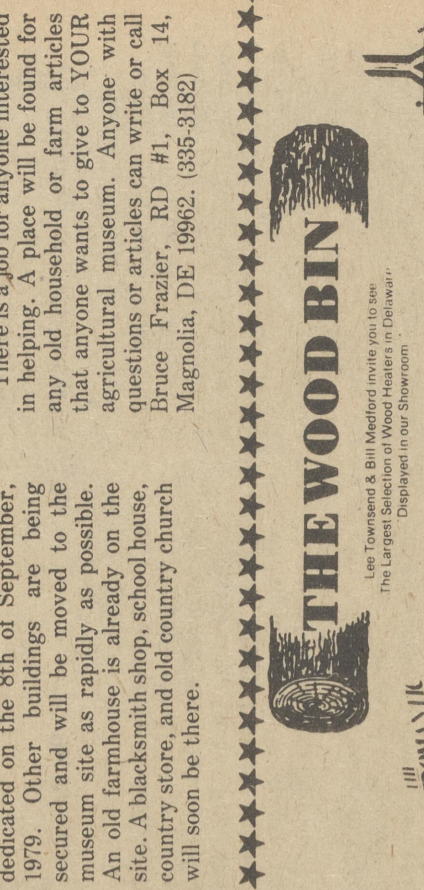 dedicated on the 8th of September,
1979. Other buildings are being
secured and will be moved to the
museum site as rapidly as possible.
An old farmhouse is already on the
site. A blacksmith shop, school house,
country store, and old country church
will soon be there.
There is a job for anyone interested
in helping. A place will be found for
any old household or farm articles
that anyone wants to give to YOUR
agricultural museum. Anyone with
questions or articles can write or call
Bruce Frazier, RD #1, Box 14,
Magnolia, DE 19962. (335-3182)
THE WOOD BIN
Lee Townsend & Bill Medford invite you to see
The Largest Selection of Wood Heaters in Delaware
Displayed in our Showroom